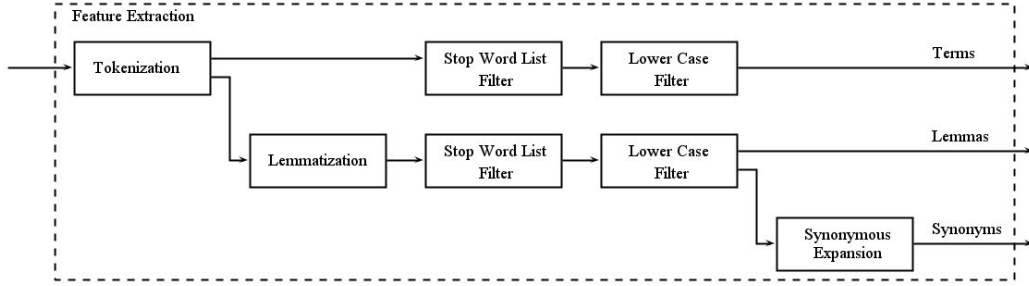 Feature Extraction
Tokenization
Stop Word List
Filter
Lower Case
Filter
Terms
Lemmatization
Stop Word List
Filter
Lower Case
Filter
Lemmas
Synonymous
Expansion
Synonyms